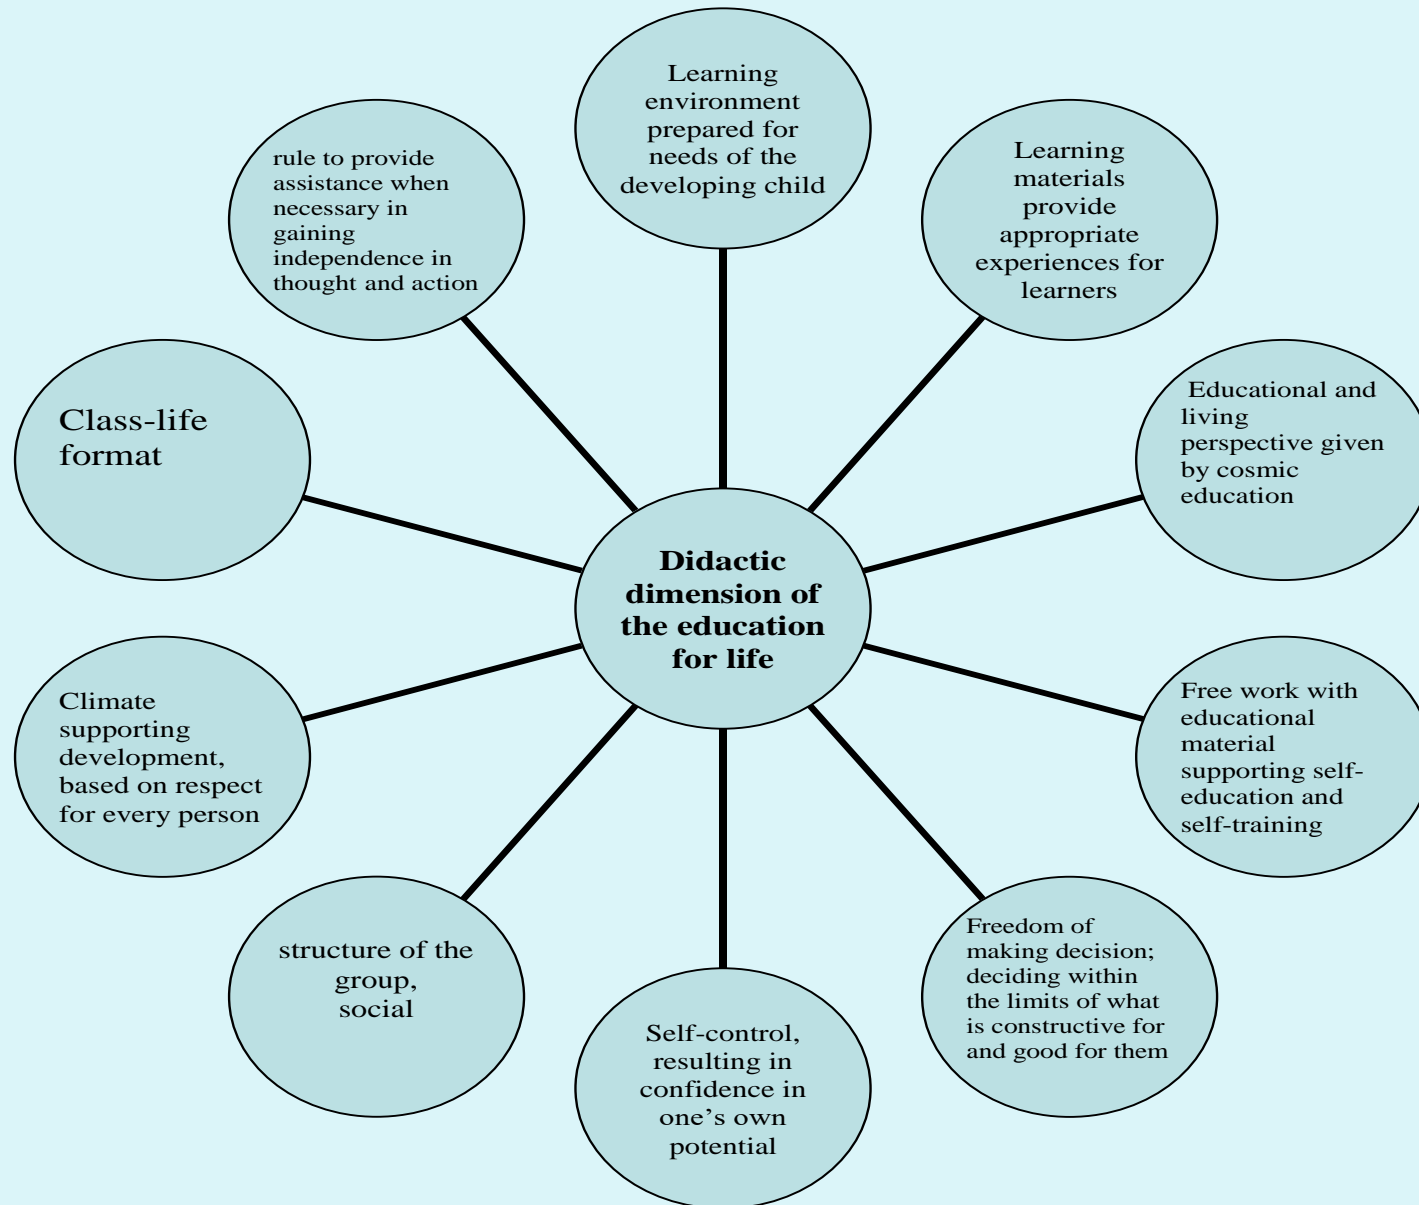 Learning
environment
prepared for
needs of the
developing child
Learning
materials
provide
appropriate
experiences for
learners
Educational and
living
perspective given
by cosmic
education
Free work with
educational
material
supporting self-
education and
self-training
Freedom of
making decision;
deciding within
the limits of what
is constructive for
and good for them
Self-control,
resulting in
confidence in
one’s own
potential
structure of the
group,
social
Climate
supporting
development,
based on respect
for every person
Class-life
format
rule to provide
assistance when
necessary in
gaining
independence in
thought and action
Didactic
dimension of
the education
for life